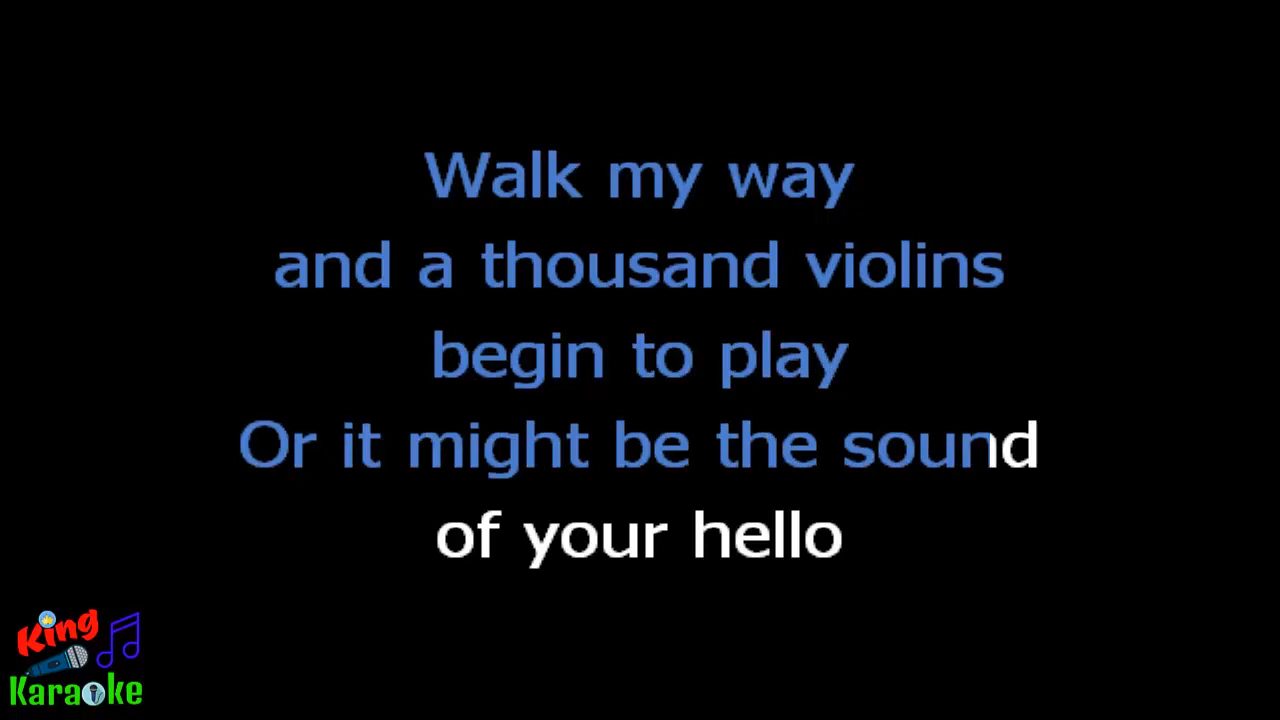 Walk my way
and a thousand violins
begin to play
Or it might be the sound
of your hello
King
Karaoke